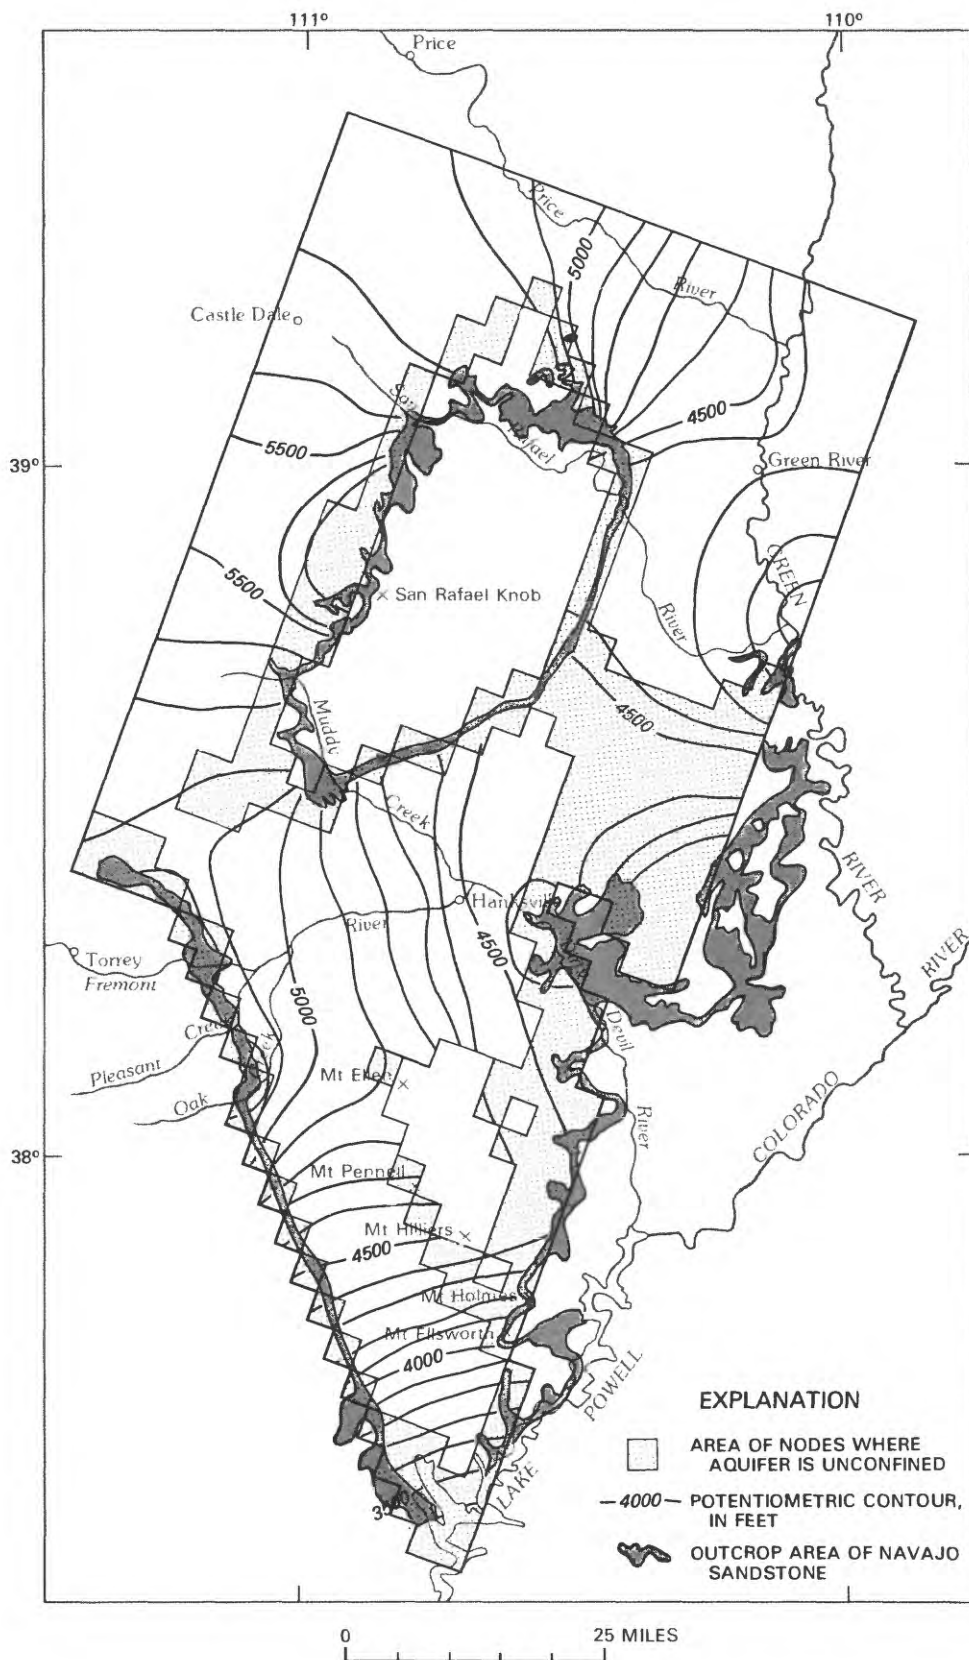 111°
110°
Price
Price
River
5000
Castle Dale
San
Rafael
4500
39°
5500
Green River
GREEN
San Rafael Knob
5500
River
4500
Muddy
Creek
RIVER
Hanksville
River
4500
RIVER
Torrey
Fremont
5000
Devil
Creek
Pleasant
Creek
Mt Ellen
Oak
River
COLORADO
38°
Mt Pennell
Mt Hilliers
4500
Mt Holmes
Mt Ellsworth
4000
POWELL
LAKE
EXPLANATION
AREA OF NODES WHERE
AQUIFER IS UNCONFINED
—4000— POTENTIOMETRIC CONTOUR,
IN FEET
OUTCROP AREA OF NAVAJO
SANDSTONE
0 25 MILES